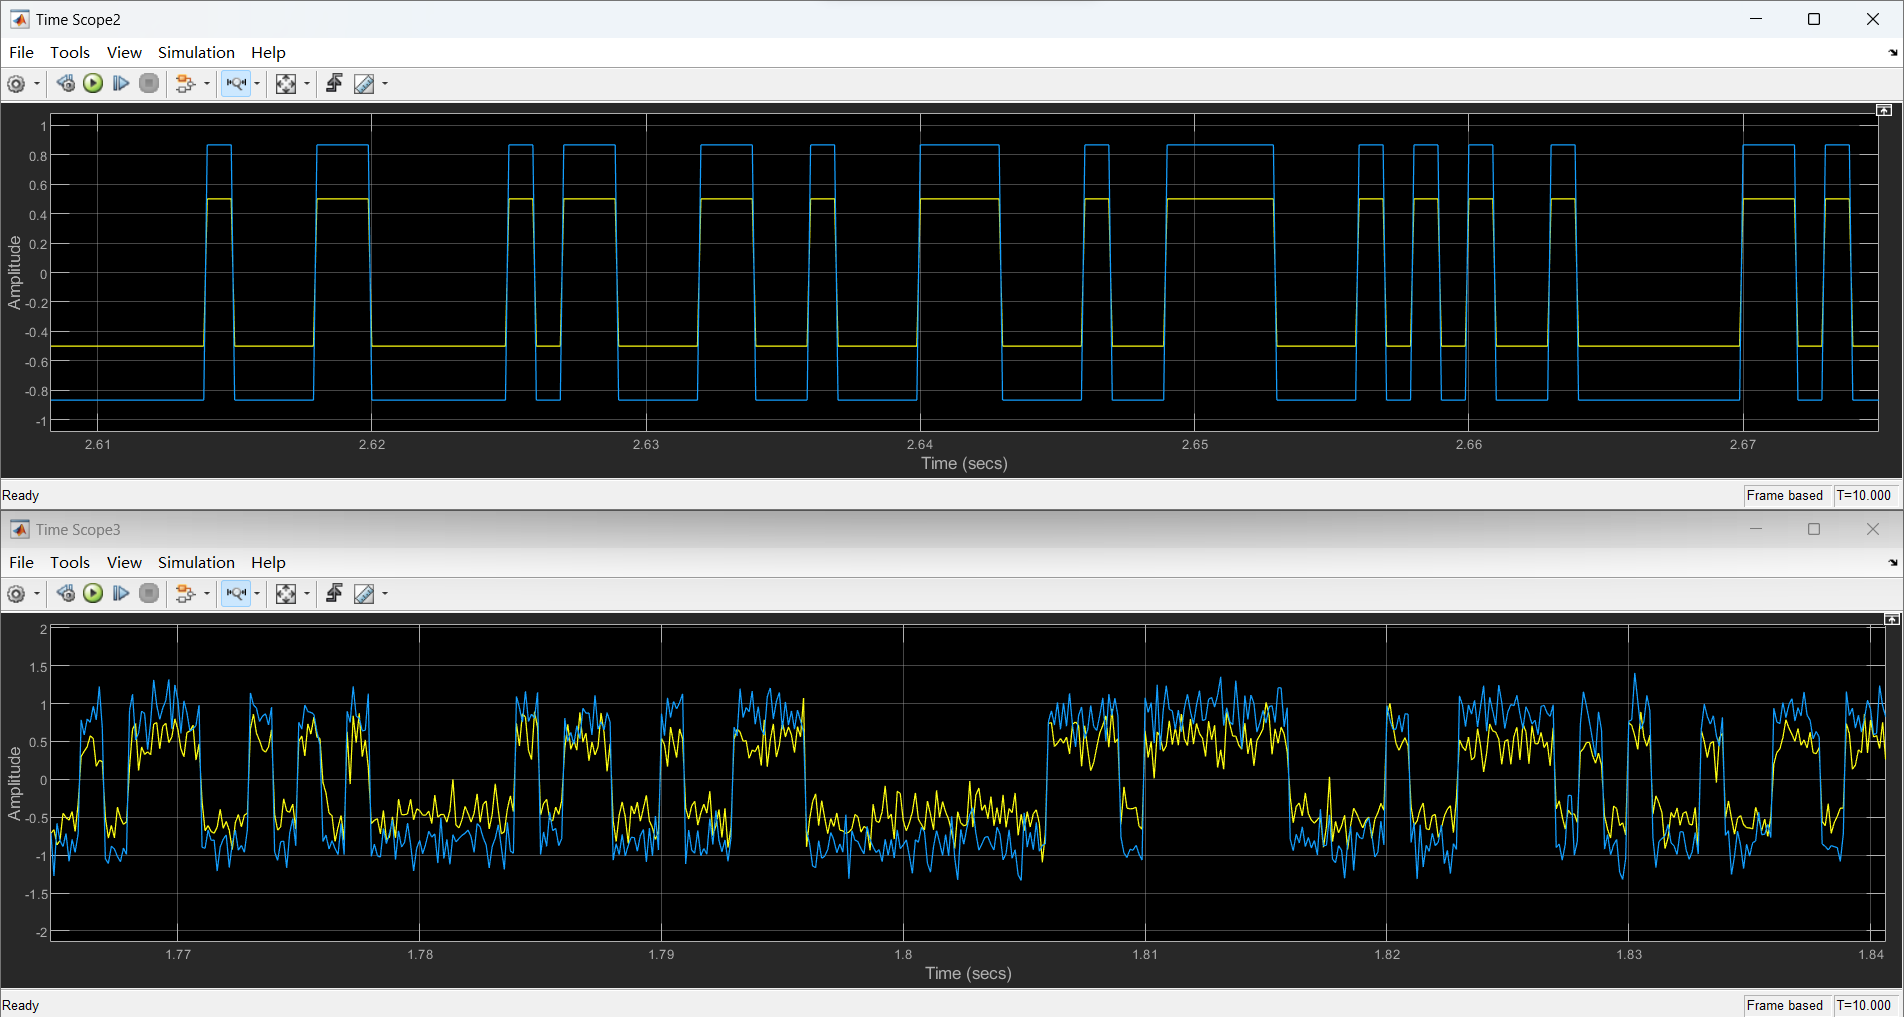 Time Scope2
File Tools View Simulation Help
1
0.8
0.6
0.4
0.2
0
-0.2
-0.4
-0.6
-0.8
-1
Amplitude
2.61 2.62 2.63 2.64 2.65 2.66 2.67
Time (secs)
Ready Frame based T=10.000
Time Scope3
File Tools View Simulation Help
2
1.5
1
0.5
0
-0.5
-1
-1.5
-2
Amplitude
1.77 1.78 1.79 1.8 1.81 1.82 1.83 1.84
Time (secs)
Ready Frame based T=10.000